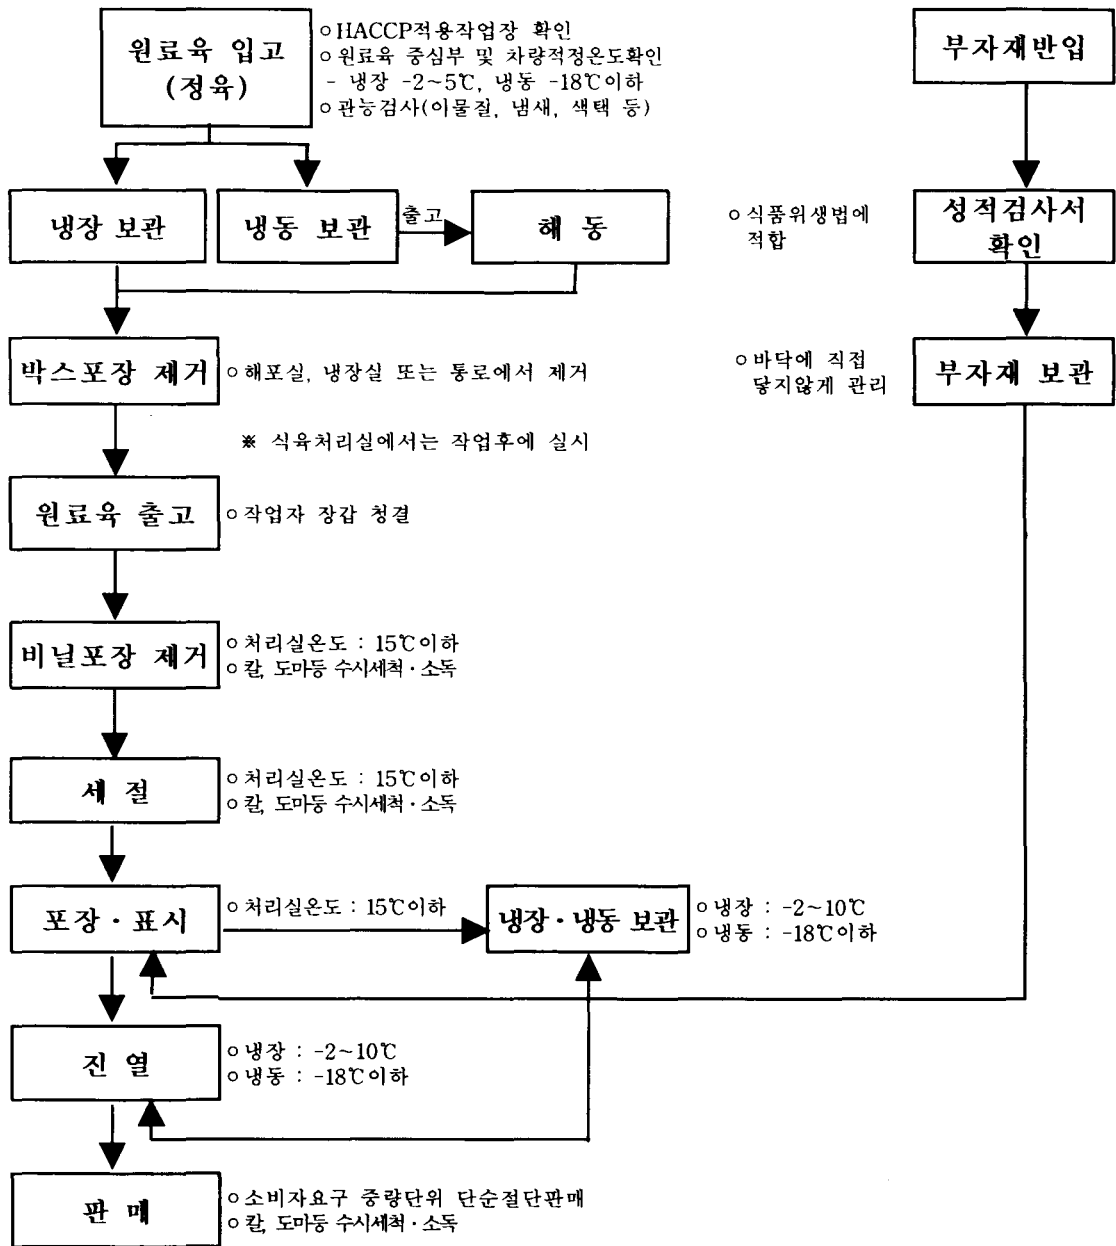 원료육 입고
(정육)
○HACCP적용작업장 확인
○원료육 중심부 및 차량적정온도확인
- 냉장 -2~5℃, 냉동 -18℃이하
○관능검사(이물질, 냄새, 색택 등)
부자재반입
냉장 보관
냉동 보관
출고
해 동
○식품위생법에
적합
성적검사서
확인
박스포장 제거
○해포실, 냉장실 또는 통로에서 제거
○바닥에 직접
닿지않게 관리
부자재 보관
※ 식육처리실에서는 작업후에 실시
원료육 출고
○작업자 장갑 청결
비닐포장 제거
○처리실온도 : 15℃이하
○칼, 도마등 수시세척·소독
세 절
○처리실온도 : 15℃이하
○칼, 도마등 수시세척·소독
포장·표시
○처리실온도 : 15℃이하
냉장·냉동 보관
○냉장 : -2~10℃
○냉동 : -18℃이하
진 열
○냉장 : -2~10℃
○냉동 : -18℃이하
판 매
○소비자요구 중량단위 단순절단판매
○칼, 도마등 수시세척·소독